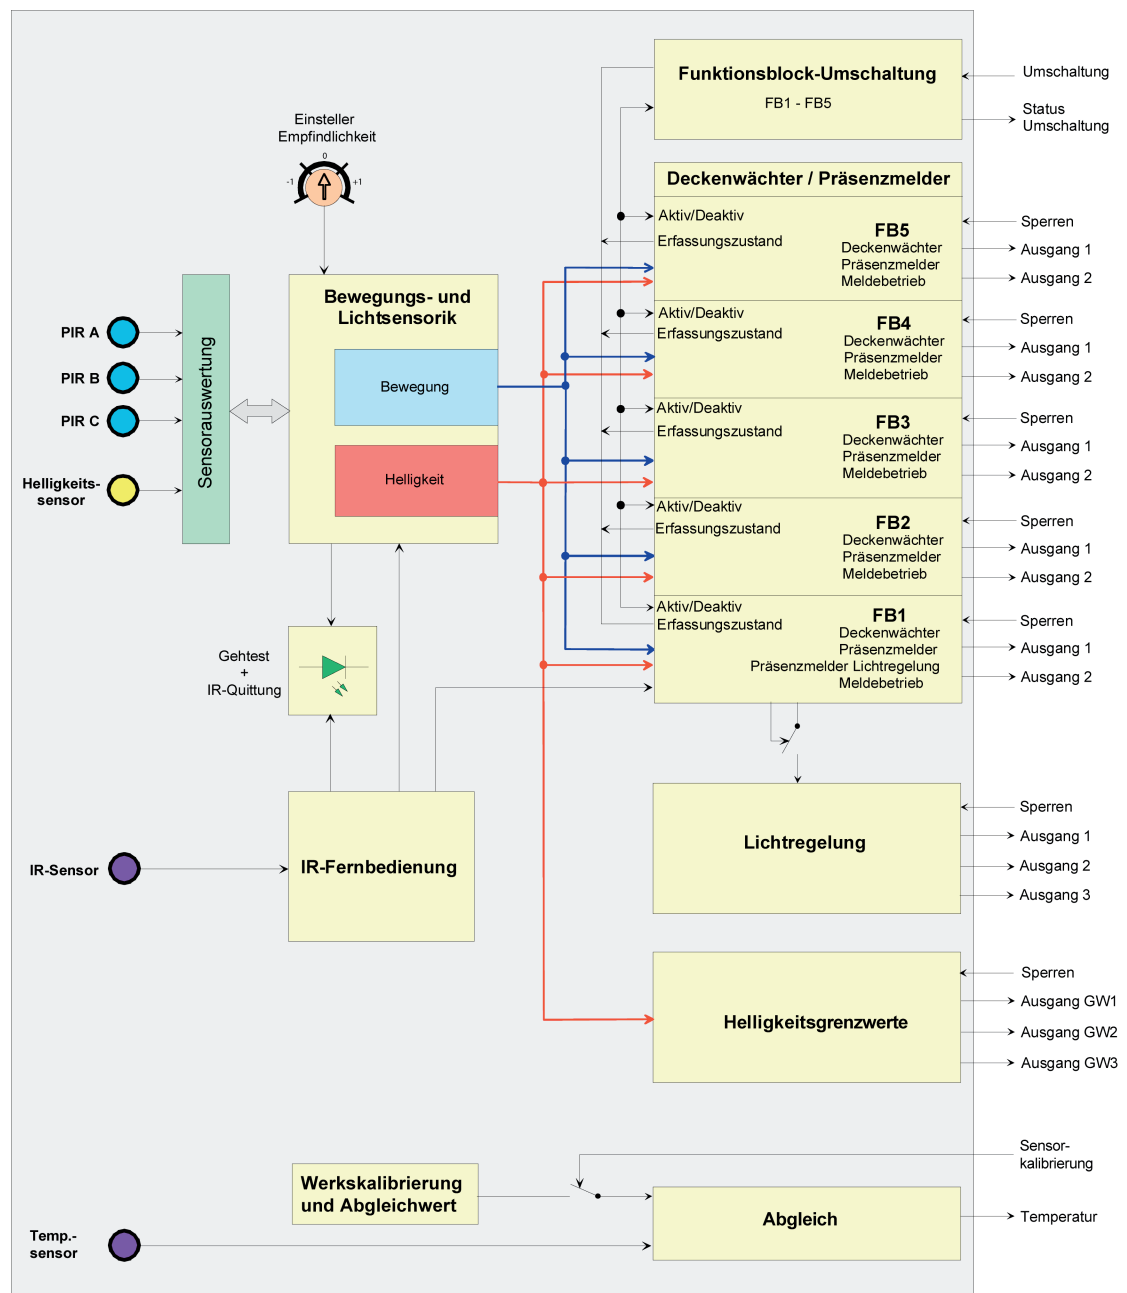 Funktionsblock-Umschaltung
FB1 - FB5
Umschaltung
Status
Umschaltung
Einsteller
Empfindlichkeit
0
-1
+1
Deckenwächter / Präsenzmelder
Aktiv/Deaktiv
Erfassungszustand
FB5
Deckenwächter
Präsenzmelder
Meldebetrieb
Sperren
Ausgang 1
Ausgang 2
Aktiv/Deaktiv
Erfassungszustand
FB4
Deckenwächter
Präsenzmelder
Meldebetrieb
Sperren
Ausgang 1
Ausgang 2
Aktiv/Deaktiv
Erfassungszustand
FB3
Deckenwächter
Präsenzmelder
Meldebetrieb
Sperren
Ausgang 1
Ausgang 2
Aktiv/Deaktiv
Erfassungszustand
FB2
Deckenwächter
Präsenzmelder
Meldebetrieb
Sperren
Ausgang 1
Ausgang 2
Aktiv/Deaktiv
Erfassungszustand
FB1
Deckenwächter
Präsenzmelder
Präsenzmelder Lichtregelung
Meldebetrieb
Sperren
Ausgang 1
Ausgang 2
PIR A
PIR B
PIR C
Helligkeits-
sensor
Sensorauswertung
Bewegungs- und
Lichtsensorik
Bewegung
Helligkeit
Gehtest
+
IR-Quittung
IR-Sensor
IR-Fernbedienung
Lichtregelung
Sperren
Ausgang 1
Ausgang 2
Ausgang 3
Helligkeitsgrenzwerte
Sperren
Ausgang GW1
Ausgang GW2
Ausgang GW3
Sensor-
kalibrierung
Werkskalibrierung
und Abgleichwert
Abgleich
Temperatur
Temp.-
sensor